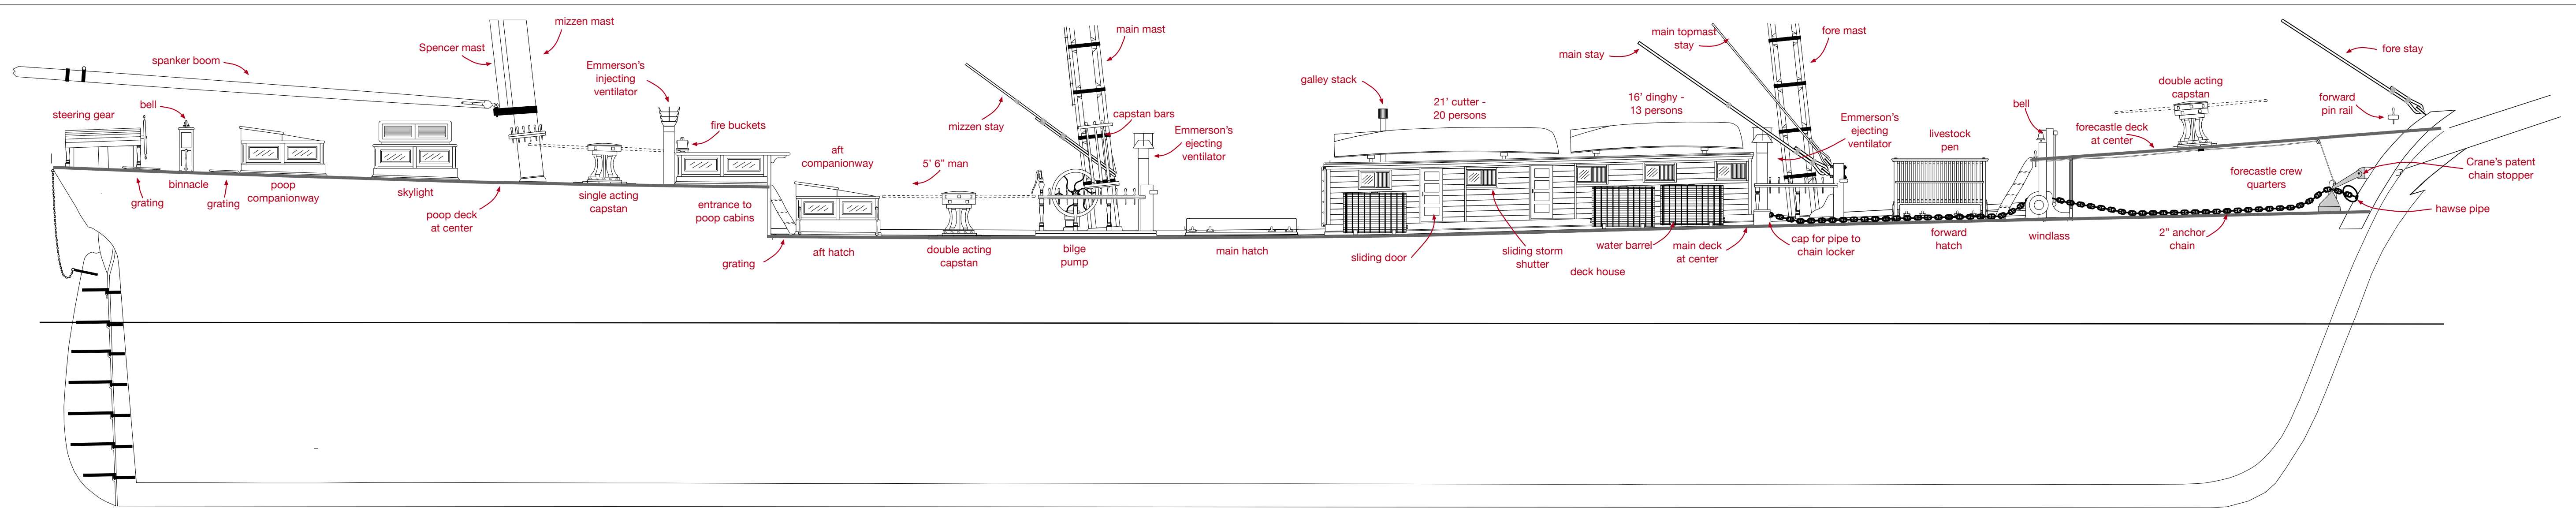 mizzen mast
Spencer mast
spanker boom
Emmerson's
injecting
ventilator
bell
steering gear
fire buckets
grating
binnacle
grating
poop
companionway
skylight
poop deck
at center
single acting
capstan
entrance to
poop cabins
grating
aft
companionway
5' 6" man
aft hatch
double acting
capstan
mizzen stay
main mast
capstan bars
Emmerson's
ejecting
ventilator
bilge
pump
main hatch
galley stack
21' cutter -
20 persons
16' dinghy -
13 persons
main stay
main topmast
stay
fore mast
Emmerson's
ejecting
ventilator
sliding door
sliding storm
shutter
water barrel
deck house
main deck
at center
cap for pipe to
chain locker
livestock
pen
forward
hatch
bell
windlass
forecastle deck
at center
double acting
capstan
2" anchor
chain
forecastle crew
quarters
forward
pin rail
fore stay
Crane's patent
chain stopper
hawse pipe